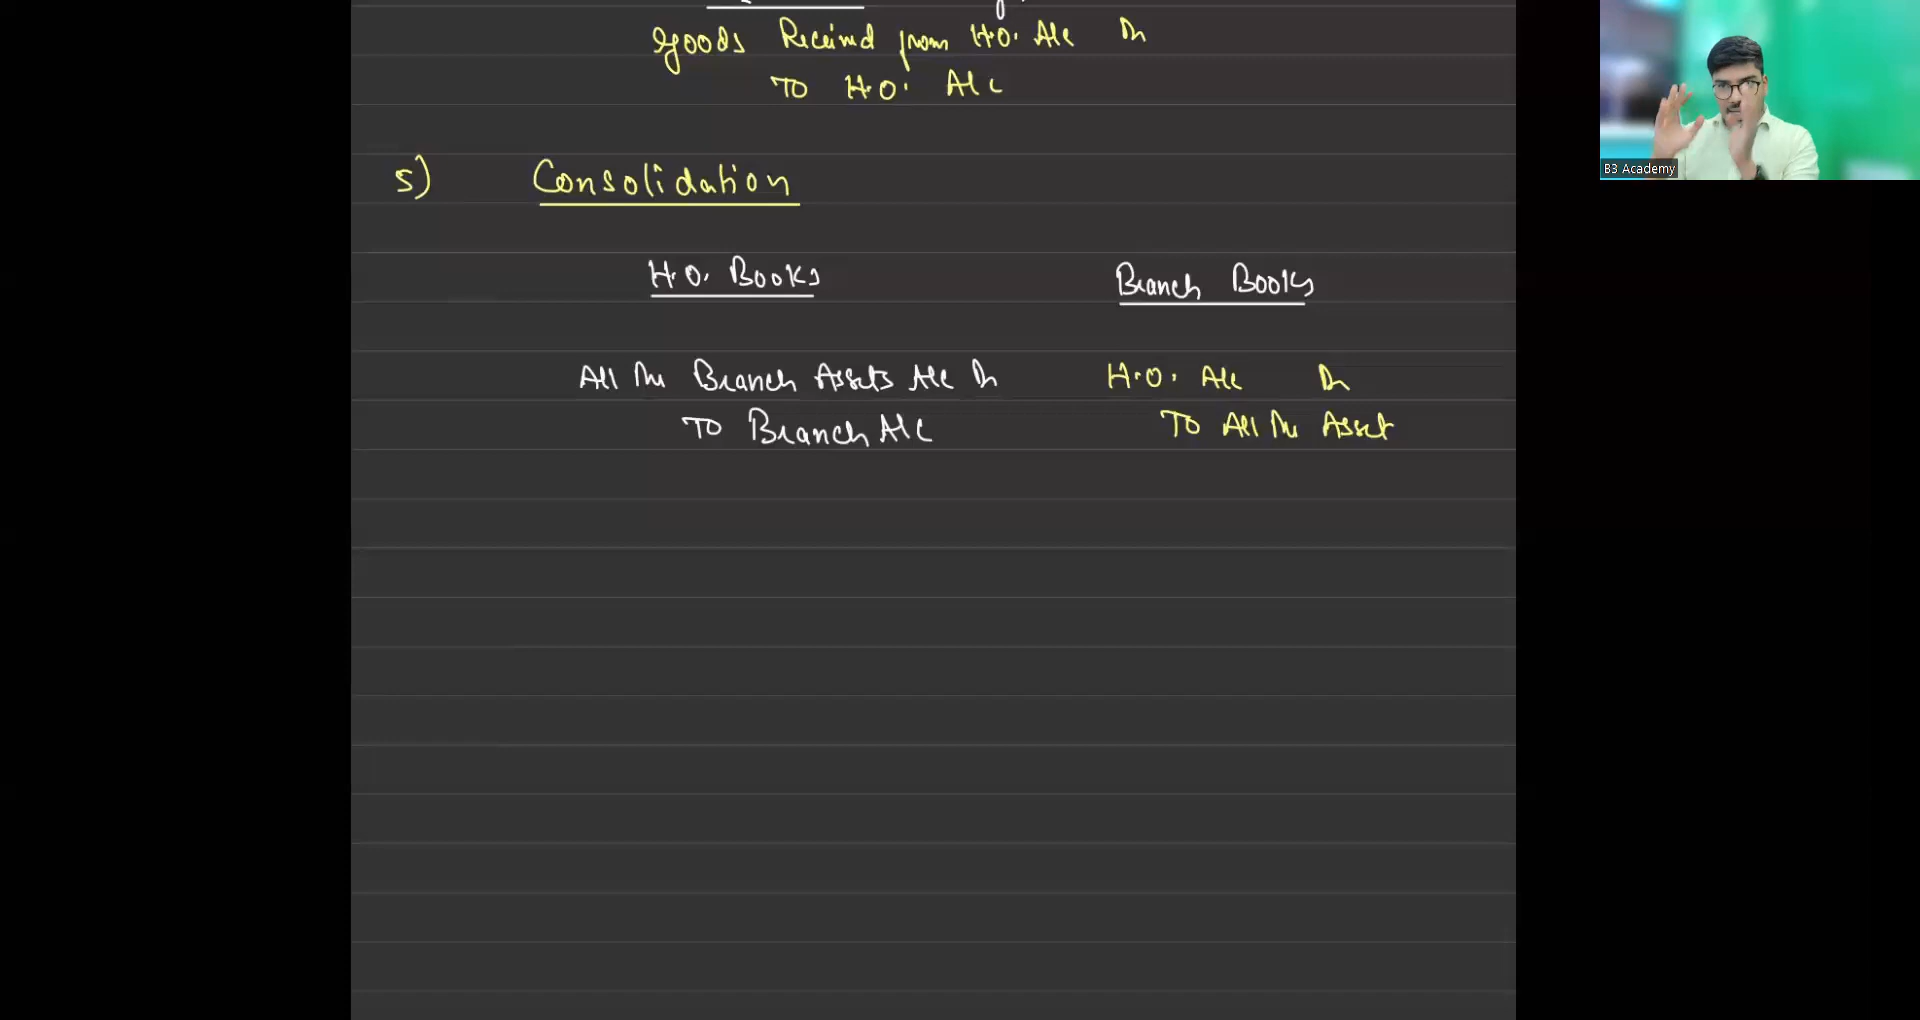 Goods Received from H.O. A/c Dr
To H.O. A/c
B3 Academy
5) Consolidation
H.O. Books
Branch Books
All the Branch Assets A/c Dr
To Branch A/c
H.O. A/c Dr
To All the Asset